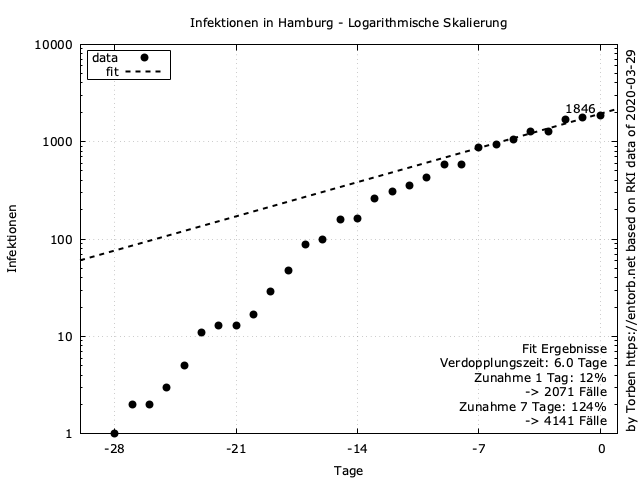 Infektionen in Hamburg - Logarithmische Skalierung
10000
1000
100
10
1
-28
-21
-14
-7
0
Infektionen
Tage
data
fit
1846
Fit Ergebnisse
Verdopplungszeit: 6.0 Tage
Zunahme 1 Tag: 12%
-> 2071 Fälle
Zunahme 7 Tage: 124%
-> 4141 Fälle
by Torben https://entorb.net based on RKI data of 2020-03-29